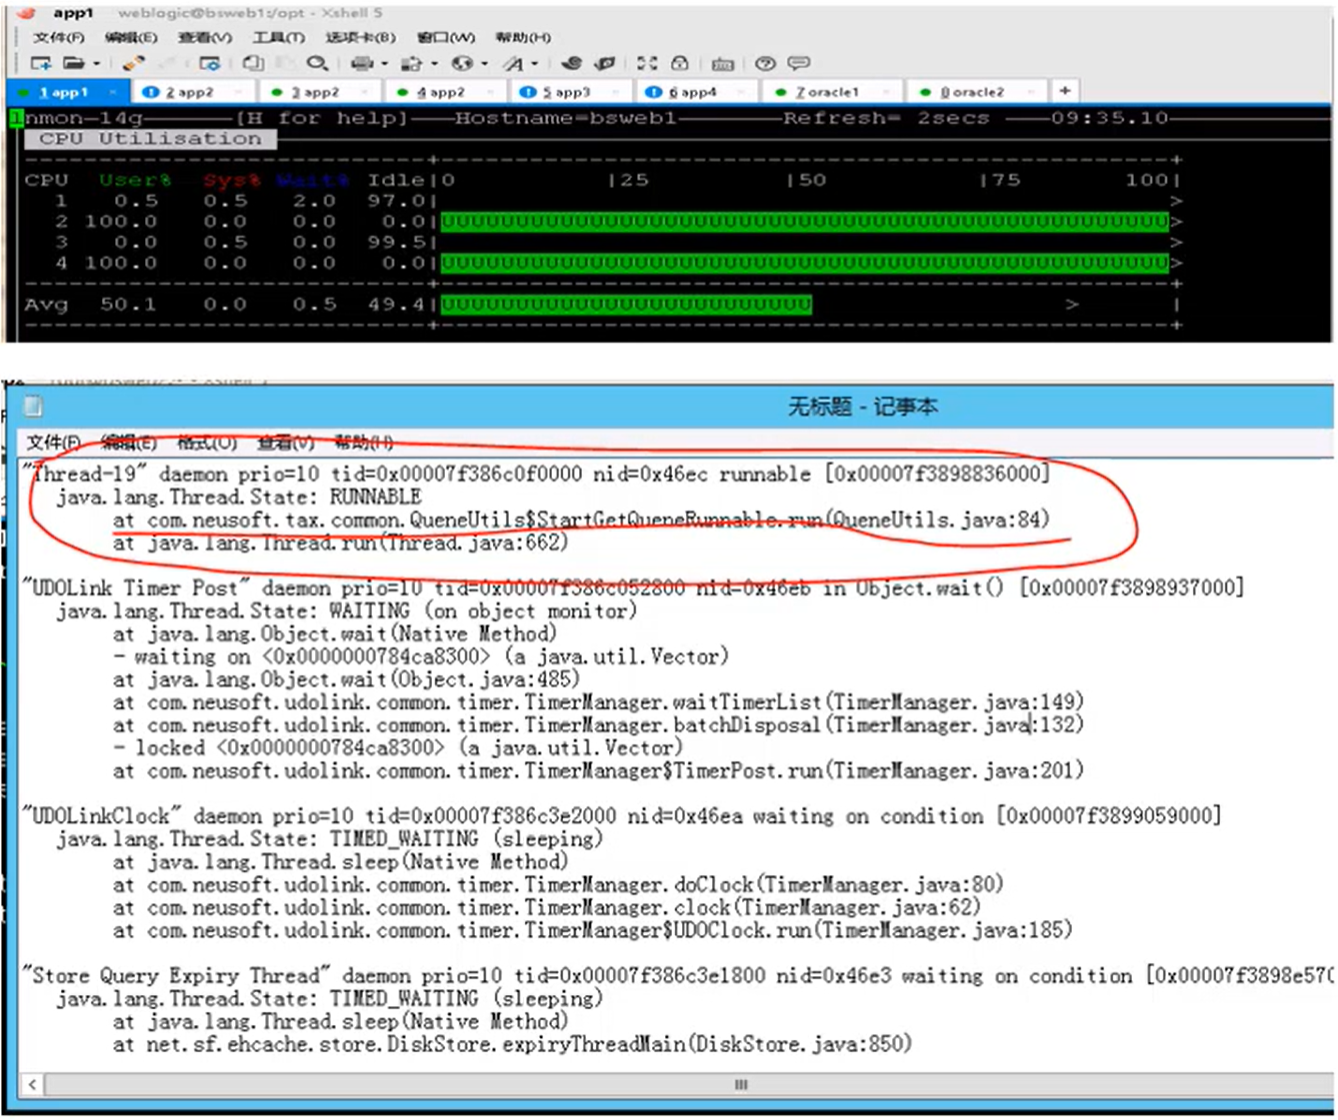 app1 weblogic@bsweb1:/opt - Xshell 5
文件(F) 编辑(E) 查看(V) 工具(T) 选项卡(B) 窗口(W) 帮助(H)
1 app1 2 app2 3 app2 4 app2 5 app3 6 app4 7 oracle1 8 oracle2 +
nmon-14g [H for help] Hostname=bsweb1 Refresh= 2secs 09:35.10
CPU Utilisation
CPU User% Sys% Wait% Idle|0 |25 |50 |75 100|
1 0.5 0.5 2.0 97.0| >
2 100.0 0.0 0.0 0.0|UUUUUUUUUUUUUUUUUUUUUUUUUUUUUUUUUUUUUUUUUUUUUUUUU>
3 0.0 0.5 0.0 99.5| >
4 100.0 0.0 0.0 0.0|UUUUUUUUUUUUUUUUUUUUUUUUUUUUUUUUUUUUUUUUUUUUUUUUU>
Avg 50.1 0.0 0.5 49.4|UUUUUUUUUUUUUUUUUUUUUUUUU > |
无标题 - 记事本
文件(F) 编辑(E) 格式(O) 查看(V) 帮助(H)
"Thread-19" daemon prio=10 tid=0x00007f386c0f0000 nid=0x46ec runnable [0x00007f3898836000]
java.lang.Thread.State: RUNNABLE
at com.neusoft.tax.common.QueneUtils$StartGetQueneRunnable.run(QueneUtils.java:84)
at java.lang.Thread.run(Thread.java:662)
"UDOLink Timer Post" daemon prio=10 tid=0x00007f386c052800 nid=0x46eb in Object.wait() [0x00007f3898937000]
java.lang.Thread.State: WAITING (on object monitor)
at java.lang.Object.wait(Native Method)
- waiting on <0x0000000784ca8300> (a java.util.Vector)
at java.lang.Object.wait(Object.java:485)
at com.neusoft.udolink.common.timer.TimerManager.waitTimerList(TimerManager.java:149)
at com.neusoft.udolink.common.timer.TimerManager.batchDisposal(TimerManager.java:132)
- locked <0x0000000784ca8300> (a java.util.Vector)
at com.neusoft.udolink.common.timer.TimerManager$TimerPost.run(TimerManager.java:201)
"UDOLinkClock" daemon prio=10 tid=0x00007f386c3e2000 nid=0x46ea waiting on condition [0x00007f3899059000]
java.lang.Thread.State: TIMED_WAITING (sleeping)
at java.lang.Thread.sleep(Native Method)
at com.neusoft.udolink.common.timer.TimerManager.doClock(TimerManager.java:80)
at com.neusoft.udolink.common.timer.TimerManager.clock(TimerManager.java:62)
at com.neusoft.udolink.common.timer.TimerManager$UDOClock.run(TimerManager.java:185)
"Store Query Expiry Thread" daemon prio=10 tid=0x00007f386c3e1800 nid=0x46e3 waiting on condition [0x00007f3898e570
java.lang.Thread.State: TIMED_WAITING (sleeping)
at java.lang.Thread.sleep(Native Method)
at net.sf.ehcache.store.DiskStore.expiryThreadMain(DiskStore.java:850)